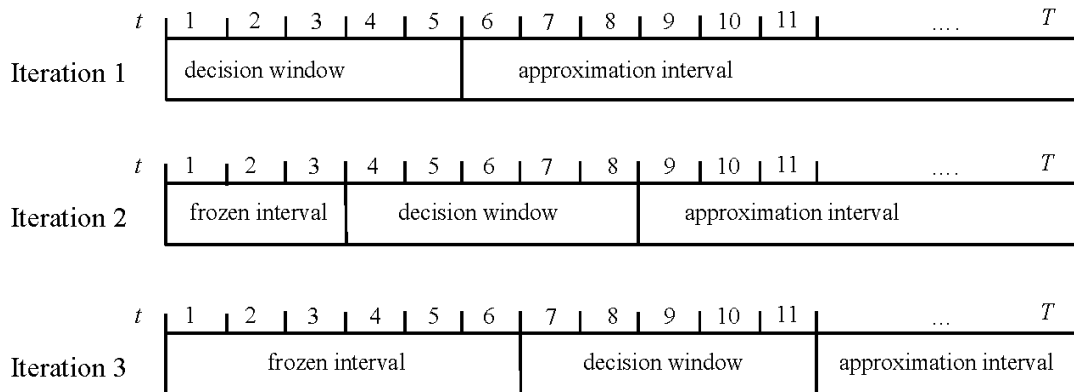 t 1 2 3 4 5 6 7 8 9 10 11 .... T
Iteration 1 decision window approximation interval
t 1 2 3 4 5 6 7 8 9 10 11 .... T
Iteration 2 frozen interval decision window approximation interval
t 1 2 3 4 5 6 7 8 9 10 11 ... T
Iteration 3 frozen interval decision window approximation interval